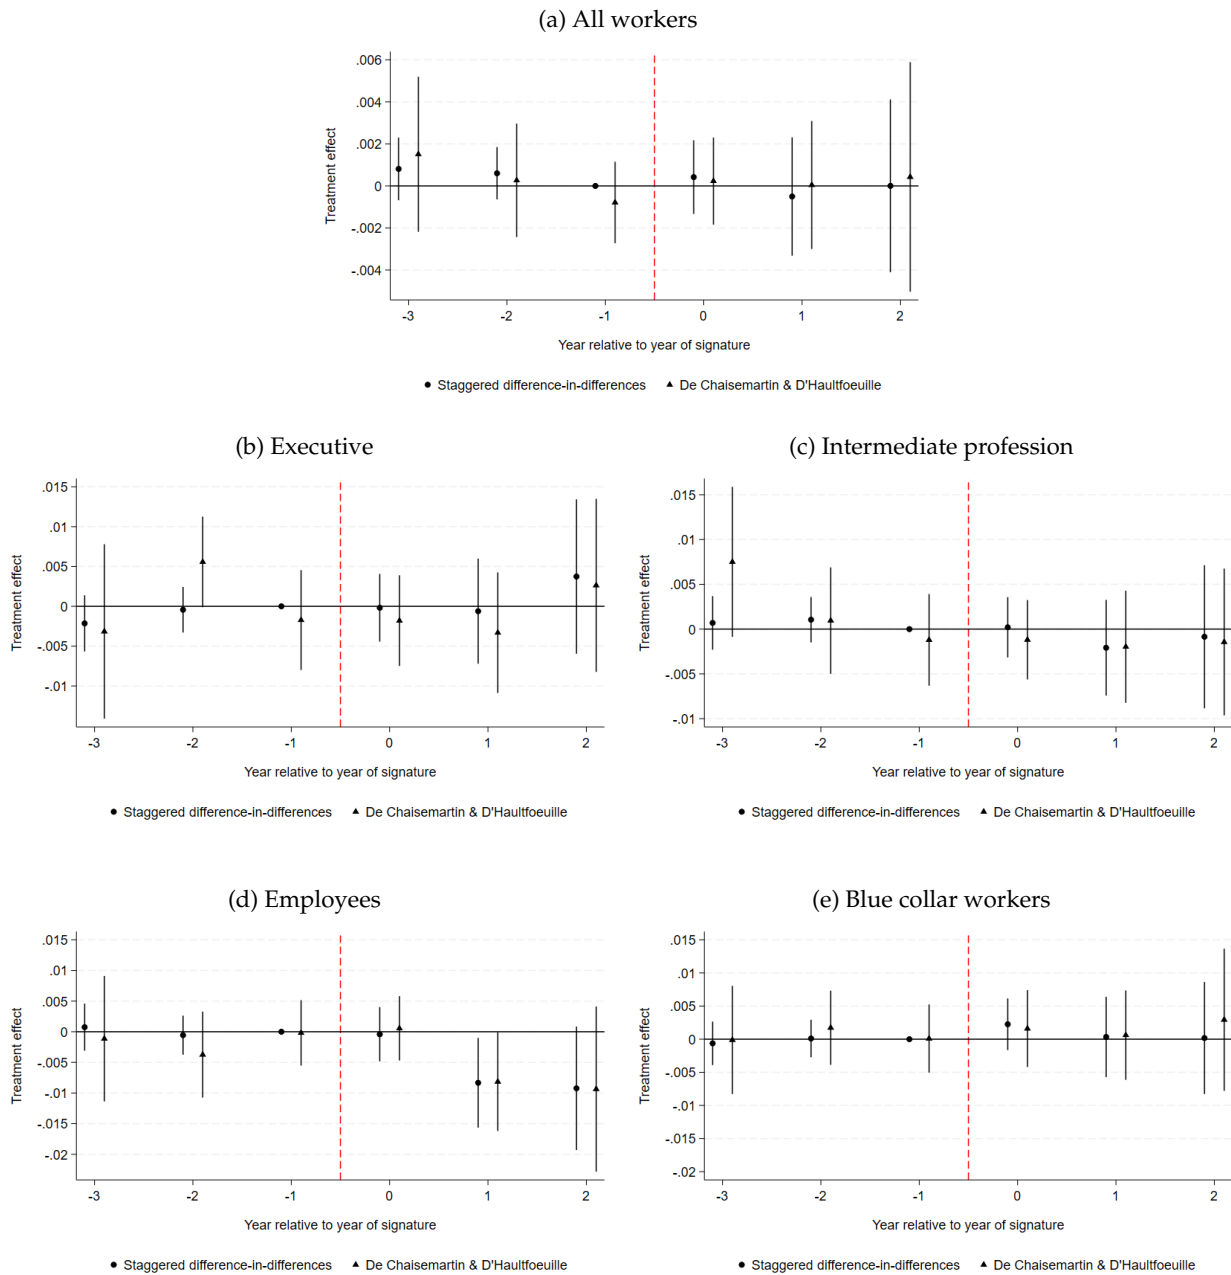 (a) All workers
.006
.004
.002
0
-.002
-.004
Treatment effect
-3 -2 -1 0 1 2
Year relative to year of signature
Staggered difference-in-differences De Chaisemartin & D'Haultfoeuille
(b) Executive
.015
.01
.005
0
-.005
-.01
Treatment effect
-3 -2 -1 0 1 2
Year relative to year of signature
Staggered difference-in-differences De Chaisemartin & D'Haultfoeuille
(c) Intermediate profession
.015
.01
.005
0
-.005
-.01
Treatment effect
-3 -2 -1 0 1 2
Year relative to year of signature
Staggered difference-in-differences De Chaisemartin & D'Haultfoeuille
(d) Employees
.015
.01
.005
0
-.005
-.01
-.015
-.02
Treatment effect
-3 -2 -1 0 1 2
Year relative to year of signature
Staggered difference-in-differences De Chaisemartin & D'Haultfoeuille
(e) Blue collar workers
.015
.01
.005
0
-.005
-.01
-.015
-.02
Treatment effect
-3 -2 -1 0 1 2
Year relative to year of signature
Staggered difference-in-differences De Chaisemartin & D'Haultfoeuille